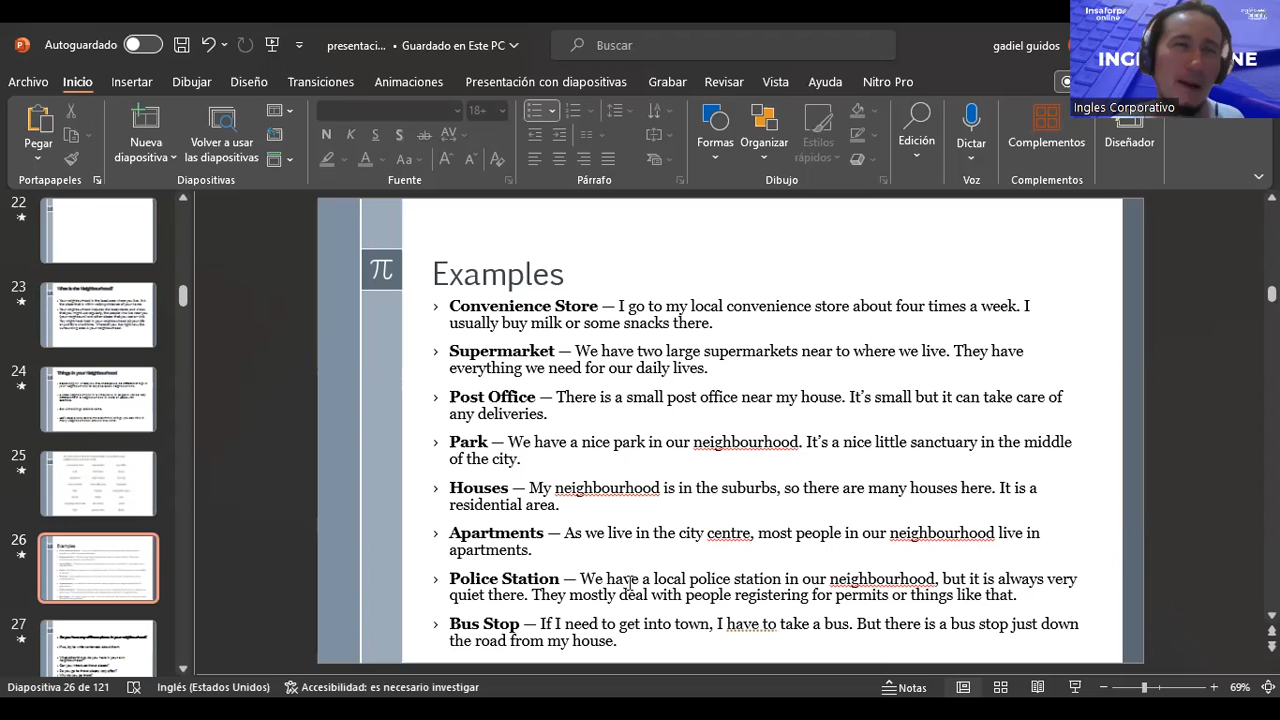 Autoguardado
presentar... • Guardado en Este PC
Buscar
gadiel guidos
Insaforp
online
Ingles Corporativo
Archivo Inicio Insertar Dibujar Diseño Transiciones Animaciones Presentación con diapositivas Grabar Revisar Vista Ayuda Nitro Pro
18+
Pegar
Nueva diapositiva
Volver a usar las diapositivas
Formas
Organizar
Estilos rápidos
Edición
Dictar
Complementos
Diseñador
Portapapeles
Diapositivas
Fuente
Párrafo
Dibujo
Voz
Complementos
22
23
24
25
26
27
π
Examples
Convenience Store — I go to my local convenience store about four times a week. I
usually buy milk or some snacks there.
Supermarket — We have two large supermarkets near to where we live. They have
everything we need for our daily lives.
Post Office — There is a small post office near my home. It's small but it can take care of
any deliveries.
Park — We have a nice park in our neighbourhood. It's a nice little sanctuary in the middle
of the city.
Houses — My neighbourhood is in the suburbs. There are many houses here. It is a
residential area.
Apartments — As we live in the city centre, most people in our neighbourhood live in
apartments.
Police Station — We have a local police station in our neighborhood but it is always very
quiet there. They mostly deal with people registering for permits or things like that.
Bus Stop — If I need to get into town, I have to take a bus. But there is a bus stop just down
the road from my house.
Diapositiva 26 de 121
Inglés (Estados Unidos)
Accesibilidad: es necesario investigar
Notas
69%